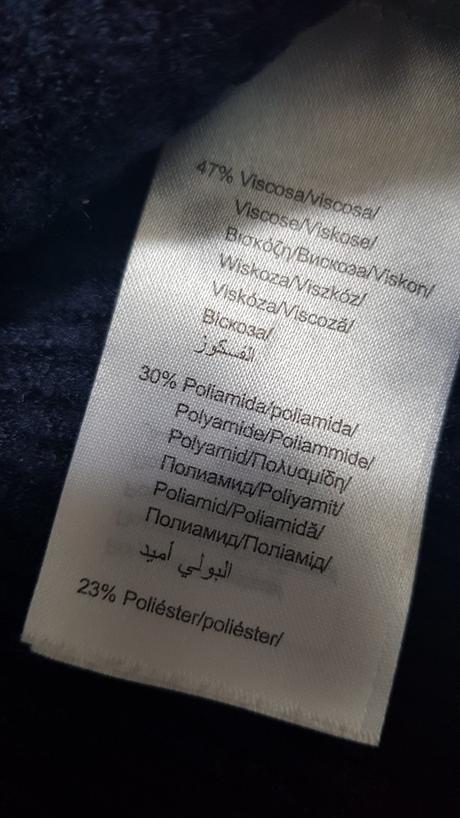 47% Viscosa/viscosa/
Viscose/Viskose/
Βισκόζη/Вискоза/Viskon/
Wiskoza/Viszkóz/
Viskóza/Viscoză/
Віскоза/
الفسكوز
30% Poliamida/poliamida/
Polyamide/Poliammide/
Polyamid/Πολυαμίδη/
Полиамид/Poliyamit/
Poliamid/Poliamidă/
Полиамид/Поліамід/
البولي أميد
23% Poliéster/poliéster/